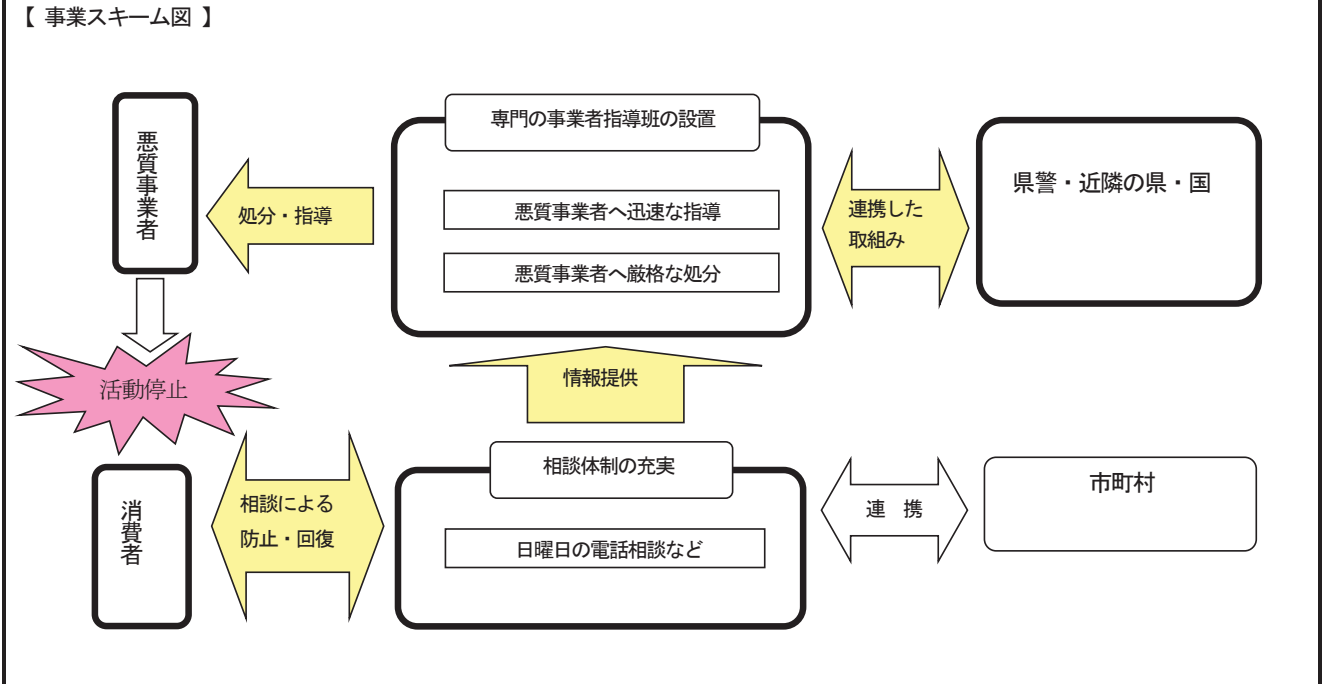 【 事業スキーム図 】
悪質事業者
処分・指導
専門の事業者指導班の設置
悪質事業者へ迅速な指導
悪質事業者へ厳格な処分
連携した
取組み
県警・近隣の県・国
活動停止
情報提供
消費者
相談による
防止・回復
相談体制の充実
日曜日の電話相談など
連 携
市町村